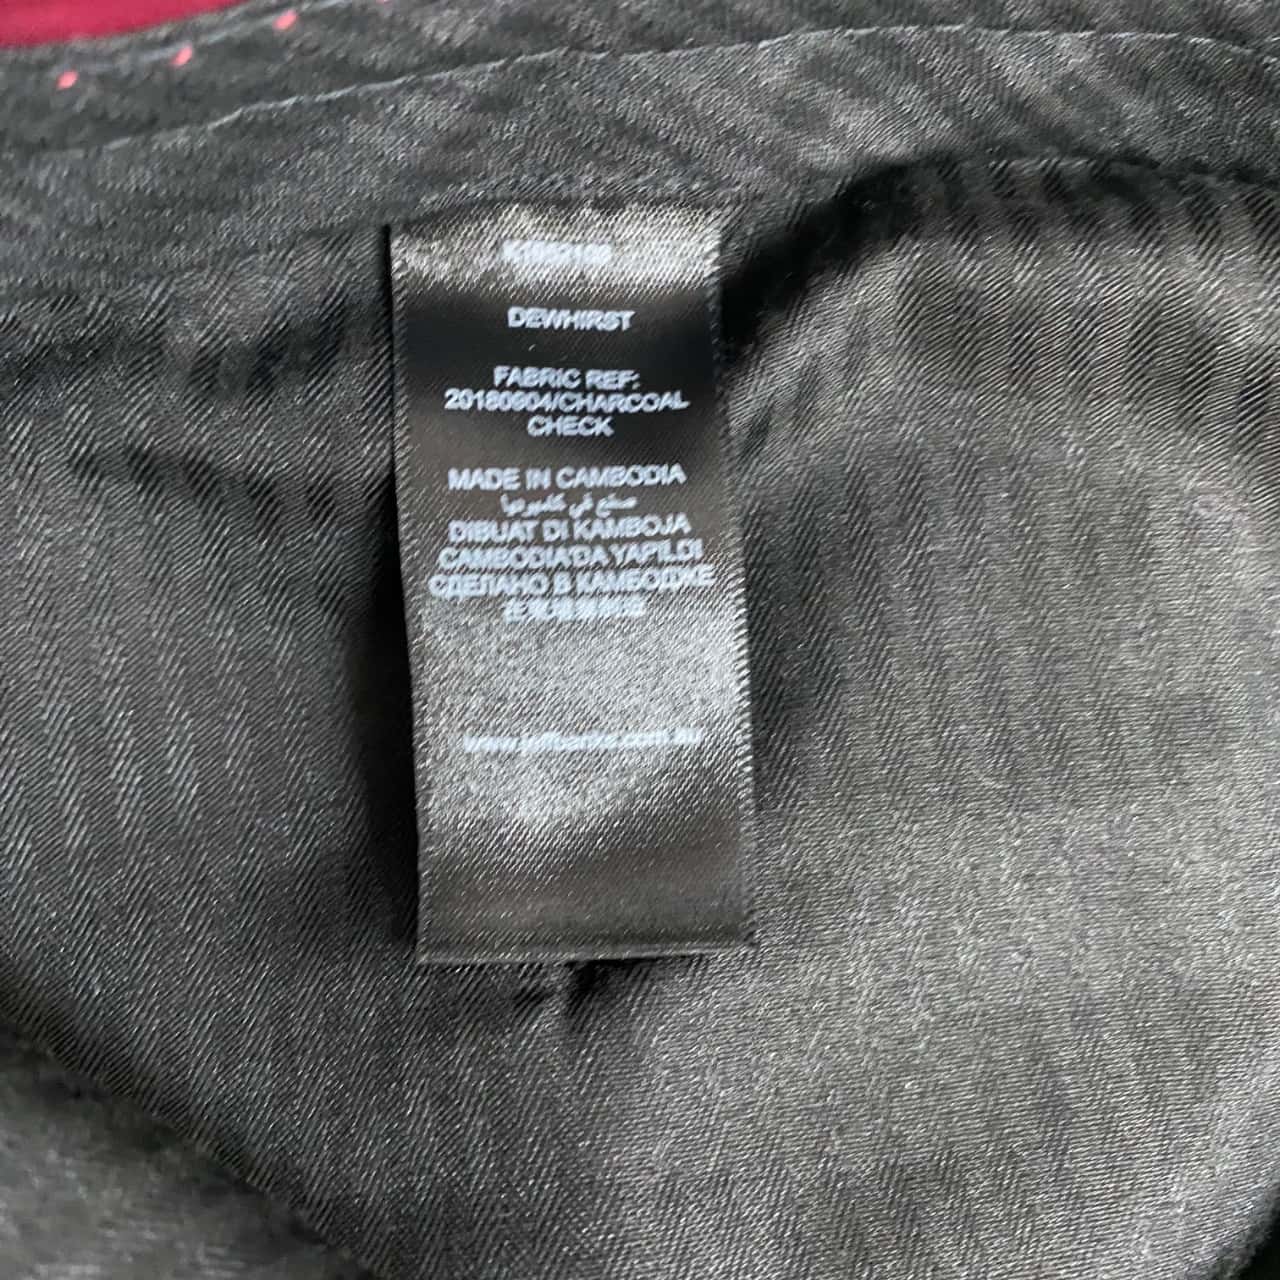 DEWHIRST
FABRIC REF:
20180904/CHARCOAL
CHECK
MADE IN CAMBODIA
صنع في كامبوديا
DIBUAT DI KAMBOJA
CAMBODIA'DA YAPILDI
СДЕЛАНО В КАМБОДЖЕ